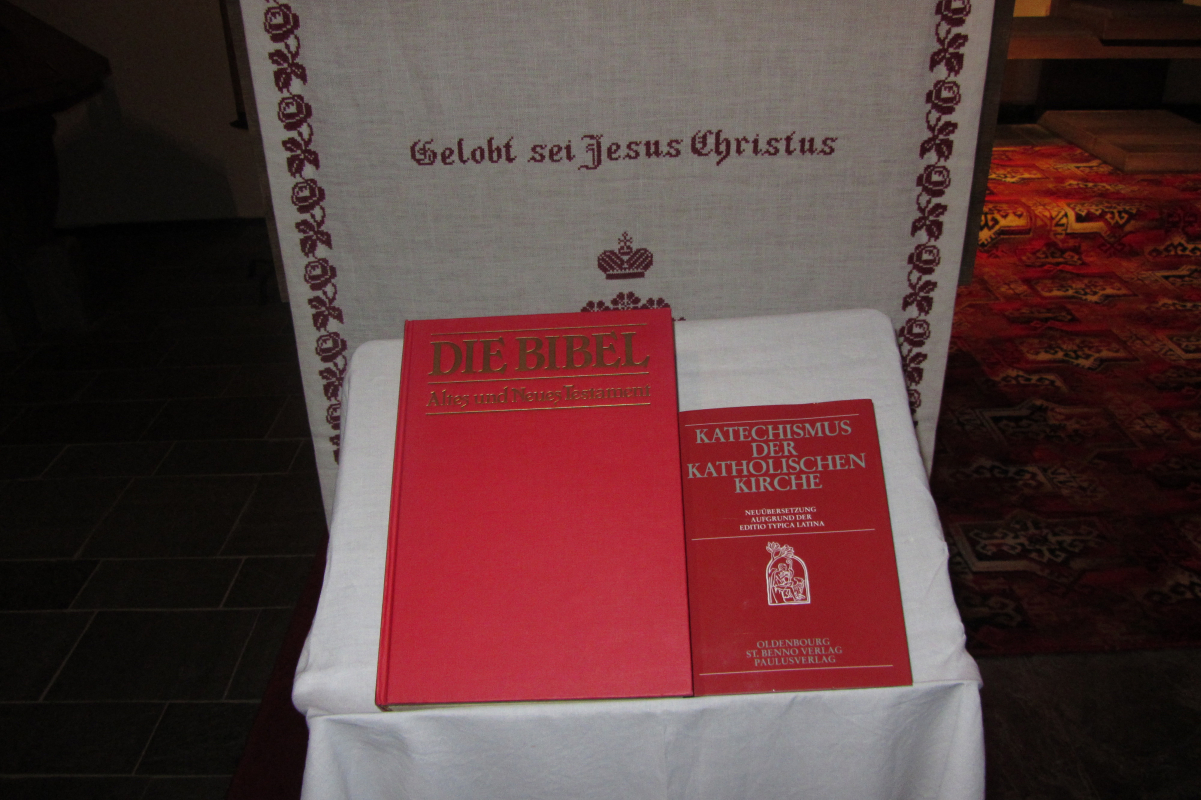 Gelobt sei Jesus Christus
DIE BIBEL
Altes und Neues Testament
KATECHISMUS
DER
KATHOLISCHEN
KIRCHE
NEUÜBERSETZUNG
AUFGRUND DER
EDITIO TYPICA LATINA
OLDENBOURG
ST. BENNO VERLAG
PAULUSVERLAG